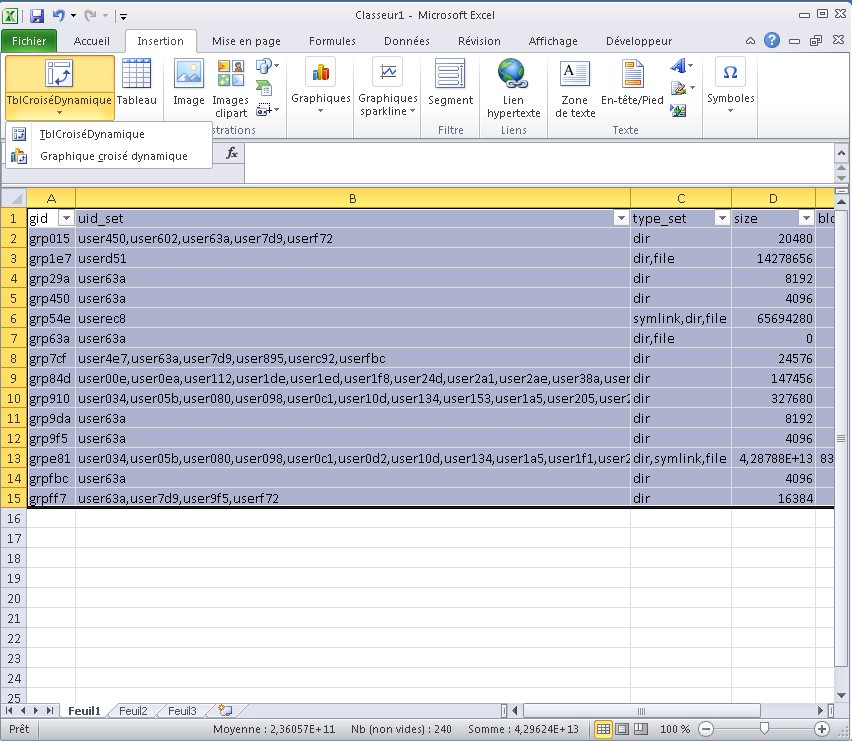 Classeur1 - Microsoft Excel
Fichier Accueil Insertion Mise en page Formules Données Révision Affichage Développeur
TblCroiséDynamique Tableau Image Images clipart Graphiques Graphiques sparkline Segment Lien hypertexte Zone de texte En-tête/Pied Symboles
strations Filtre Liens Texte
TblCroiséDynamique
Graphique croisé dynamique
fx
A B C D
1 gid uid_set type_set size blo
2 grp015 user450,user602,user63a,user7d9,userf72 dir 20480
3 grp1e7 userd51 dir,file 14278656
4 grp29a user63a dir 8192
5 grp450 user63a dir 4096
6 grp54e userec8 symlink,dir,file 65694280
7 grp63a user63a dir,file 0
8 grp7cf user4e7,user63a,user7d9,user895,userc92,userfbc dir 24576
9 grp84d user00e,user0ea,user112,user1de,user1ed,user1f8,user24d,user2a1,user2ae,user38a,user dir 147456
10 grp910 user034,user05b,user080,user098,user0c1,user10d,user134,user153,user1a5,user205,user2 dir 327680
11 grp9da user63a dir 8192
12 grp9f5 user63a dir 4096
13 grpe81 user034,user05b,user080,user098,user0c1,user0d2,user10d,user134,user1a5,user1f1,user2 dir,symlink,file 4,28788E+13 83
14 grpfbc user63a dir 4096
15 grpff7 user63a,user7d9,user9f5,userf72 dir 16384
16
17
18
19
20
21
22
23
24
25
Feuil1 Feuil2 Feuil3
Prêt Moyenne : 2,36057E+11 Nb (non vides) : 240 Somme : 4,29624E+13 100 %